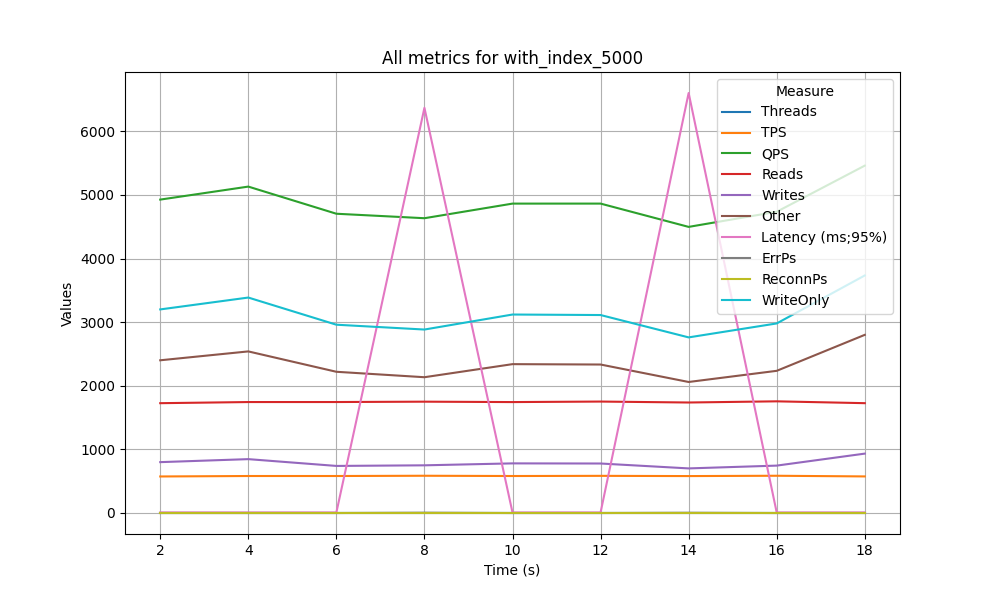 All metrics for with_index_5000
Measure
Threads
TPS
QPS
Reads
Writes
Other
Latency (ms;95%)
ErrPs
ReconnPs
WriteOnly
Values
6000
5000
4000
3000
2000
1000
0
2 4 6 8 10 12 14 16 18
Time (s)